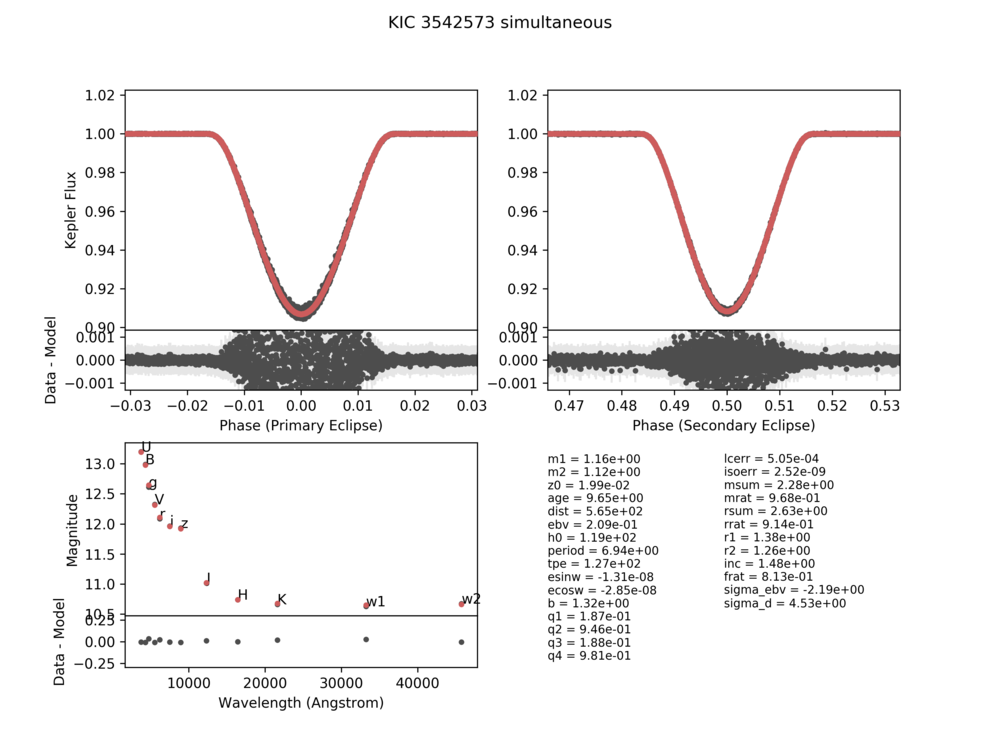 KIC 3542573 simultaneous
1.02
1.00
0.98
0.96
0.94
0.92
0.90
Kepler Flux
0.001
0.000
−0.001
Data - Model
−0.03 −0.02 −0.01 0.00 0.01 0.02 0.03
Phase (Primary Eclipse)
1.02
1.00
0.98
0.96
0.94
0.92
0.90
0.001
0.000
−0.001
0.47 0.48 0.49 0.50 0.51 0.52 0.53
Phase (Secondary Eclipse)
13.0
12.5
12.0
11.5
11.0
10.5
Magnitude
U
B
g
V
r
i
z
J
H
K
w1
w2
0.25
0.00
−0.25
Data - Model
10000 20000 30000 40000
Wavelength (Angstrom)
m1 = 1.16e+00
m2 = 1.12e+00
z0 = 1.99e-02
age = 9.65e+00
dist = 5.65e+02
ebv = 2.09e-01
h0 = 1.19e+02
period = 6.94e+00
tpe = 1.27e+02
esinw = -1.31e-08
ecosw = -2.85e-08
b = 1.32e+00
q1 = 1.87e-01
q2 = 9.46e-01
q3 = 1.88e-01
q4 = 9.81e-01
lcerr = 5.05e-04
isoerr = 2.52e-09
msum = 2.28e+00
mrat = 9.68e-01
rsum = 2.63e+00
rrat = 9.14e-01
r1 = 1.38e+00
r2 = 1.26e+00
inc = 1.48e+00
frat = 8.13e-01
sigma_ebv = -2.19e+00
sigma_d = 4.53e+00